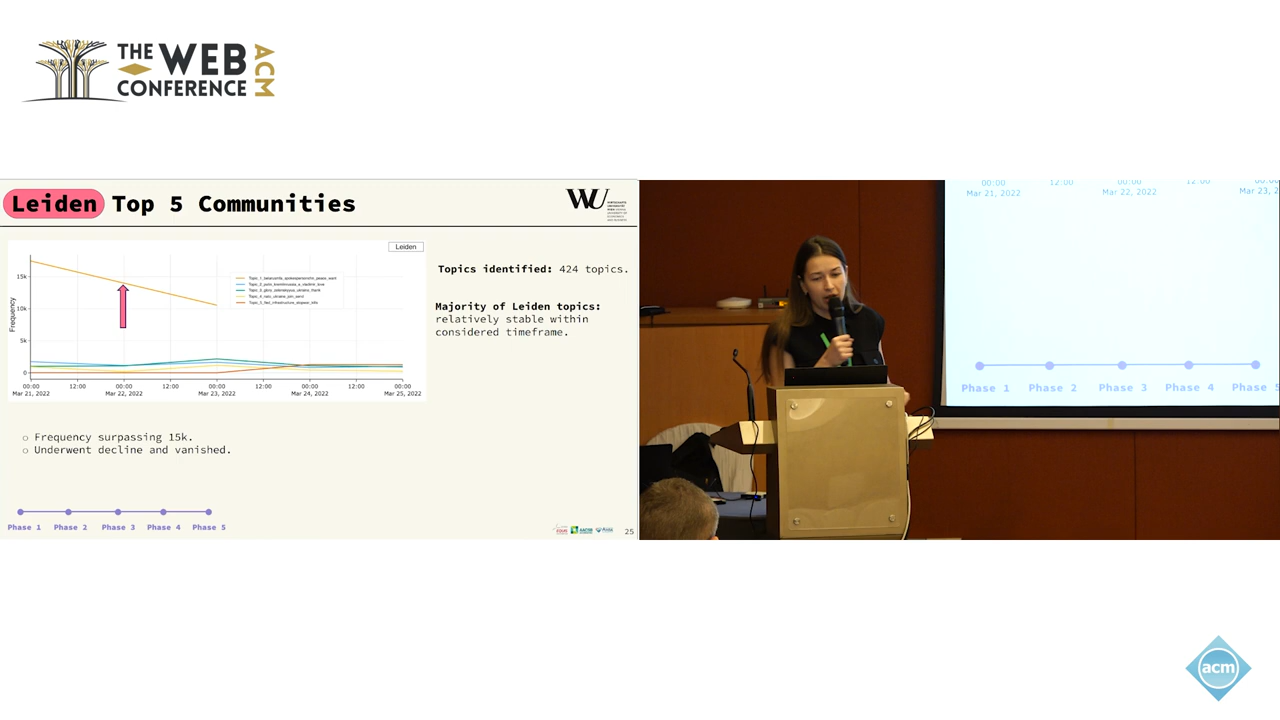 THE WEB
CONFERENCE
ACM
Leiden Top 5 Communities
WU
Leiden
Topics identified: 424 topics.
Majority of Leiden topics:
relatively stable within
considered timeframe.
Frequency
15k
10k
5k
0
00:00 12:00 00:00 12:00 00:00 12:00 00:00 12:00 00:00
Mar 21, 2022 Mar 22, 2022 Mar 23, 2022 Mar 24, 2022 Mar 25, 2022
○ Frequency surpassing 15k.
○ Underwent decline and vanished.
Phase 1 Phase 2 Phase 3 Phase 4 Phase 5
25
00:00 12:00 00:00 12:00
Mar 21, 2022 Mar 22, 2022 Mar 23, 2
Phase 1 Phase 2 Phase 3 Phase 4 Phase 5
acm